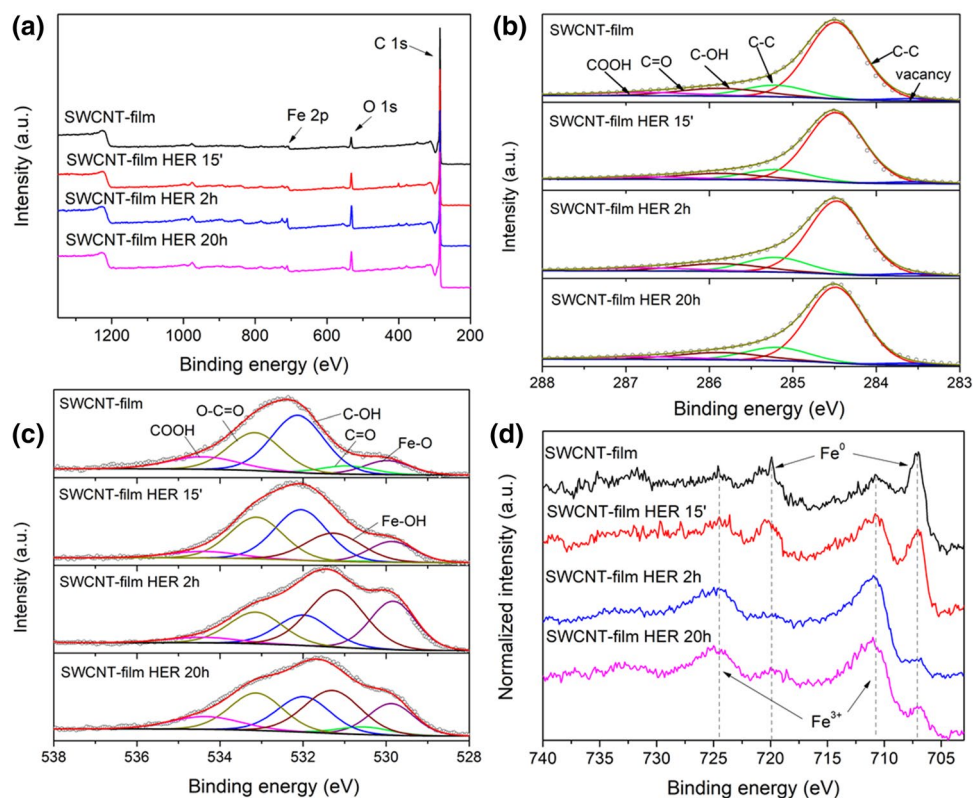 (a)
C 1s
SWCNT-film
Fe 2p
O 1s
SWCNT-film HER 15'
SWCNT-film HER 2h
SWCNT-film HER 20h
Intensity (a.u.)
1200 1000 800 600 400 200
Binding energy (eV)
(b)
SWCNT-film
COOH
C=O
C-OH
C-C
C-C
vacancy
SWCNT-film HER 15'
SWCNT-film HER 2h
SWCNT-film HER 20h
Intensity (a.u.)
288 287 286 285 284 283
Binding energy (eV)
(c)
SWCNT-film
COOH
O-C=O
C-OH
C=O
Fe-O
SWCNT-film HER 15'
Fe-OH
SWCNT-film HER 2h
SWCNT-film HER 20h
Intensity (a.u.)
538 536 534 532 530 528
Binding energy (eV)
(d)
SWCNT-film
Fe⁰
SWCNT-film HER 15'
SWCNT-film HER 2h
SWCNT-film HER 20h
Fe³⁺
Normalized intensity (a.u.)
740 735 730 725 720 715 710 705
Binding energy (eV)